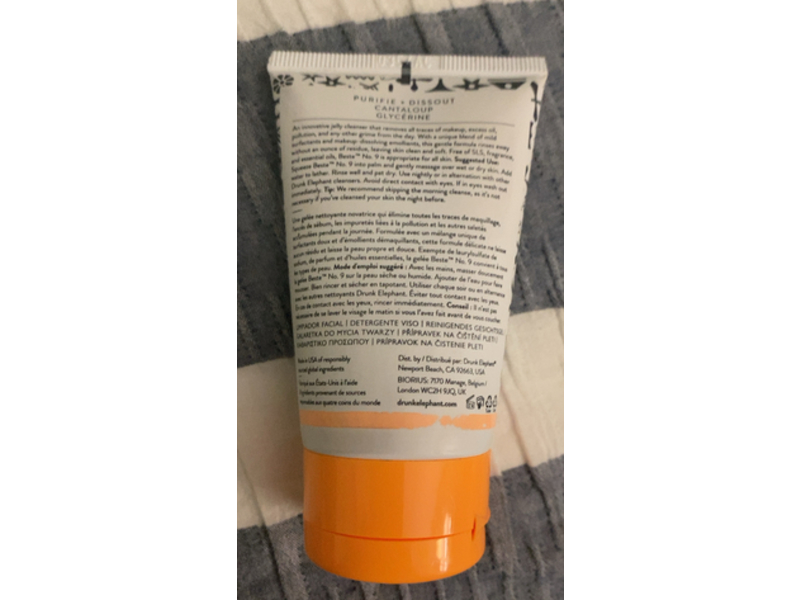 PURIFIE + DISSOUT
CANTALOUP
GLYCÉRINE
An innovative jelly cleanser that removes all traces of makeup, excess oil,
pollution, and any other grime from the day. With a unique blend of mild
surfactants and makeup-dissolving emollients, this gentle formula rinses away
without an ounce of residue, leaving skin clean and soft. Free of SLS, fragrance,
and essential oils, Beste™ No. 9 is appropriate for all skin. Suggested Use:
Squeeze Beste™ No. 9 into palm and gently massage over wet or dry skin. Add
water to lather. Rinse well and pat dry. Use nightly or in alternation with other
Drunk Elephant cleansers. Avoid direct contact with eyes. If in eyes wash out
immediately. Tip: We recommend skipping the morning cleanse, as it's not
necessary if you've cleansed your skin the night before.
Une gelée nettoyante novatrice qui élimine toutes les traces de maquillage,
l'excès de sébum, les impuretés liées à la pollution et les autres saletés
accumulées pendant la journée. Formulée avec un mélange unique de
surfactants doux et d'émollients démaquillants, cette formule délicate ne laisse
aucun résidu et laisse la peau propre et douce. Exempte de laurylsulfate de
sodium, de parfum et d'huiles essentielles, la gelée Beste™ No. 9 convient à tous
les types de peau. Mode d'emploi suggéré : Avec les mains, masser doucement
la gelée Beste™ No. 9 sur la peau sèche ou humide. Ajouter de l'eau pour faire
mousser. Bien rincer et sécher en tapotant. Utiliser chaque soir ou en alternance
avec les autres nettoyants Drunk Elephant. Éviter tout contact avec les yeux.
En cas de contact avec les yeux, rincer immédiatement. Conseil : Il n'est pas
nécessaire de se laver le visage le matin si vous l'avez fait avant de vous coucher
LIMPIADOR FACIAL | DETERGENTE VISO | REINIGENDES GESICHTSGEL
GALARETKA DO MYCIA TWARZY | PŘÍPRAVEK NA ČIŠTĚNÍ PLETI
ΚΑΘΑΡΙΣΤΙΚΟ ΠΡΟΣΩΠΟΥ | PRÍPRAVOK NA ČISTENIE PLETI
Made in USA of responsibly
sourced global ingredients
Fabriqué aux État-Unis à l'aide
d'ingrédients provenant de sources
responsables aux quatre coins du monde
Dist. by / Distribué par: Drunk Elephant®
Newport Beach, CA 92663, USA
BIORIUS: 7170 Manage, Belgium /
London WC2H 9JQ, UK
drunkelephant.com